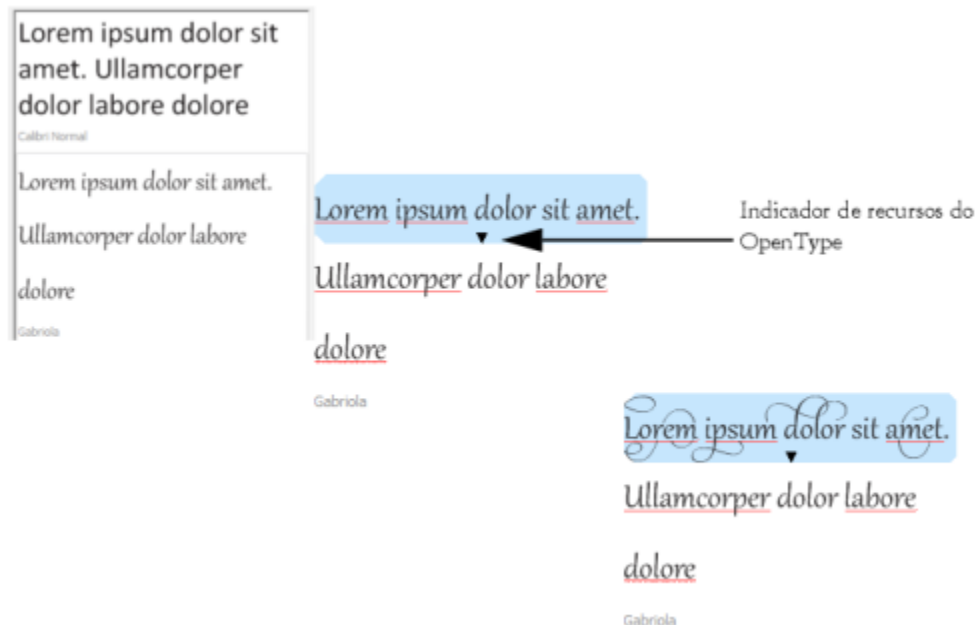 Lorem ipsum dolor sit
amet. Ullamcorper
dolor labore dolore
Calibri Normal
Lorem ipsum dolor sit amet.
Ullamcorper dolor labore
dolore
Gabriola
Lorem ipsum dolor sit amet.
Ullamcorper dolor labore
dolore
Gabriola
Indicador de recursos do
OpenType
Lorem ipsum dolor sit amet.
Ullamcorper dolor labore
dolore
Gabriola